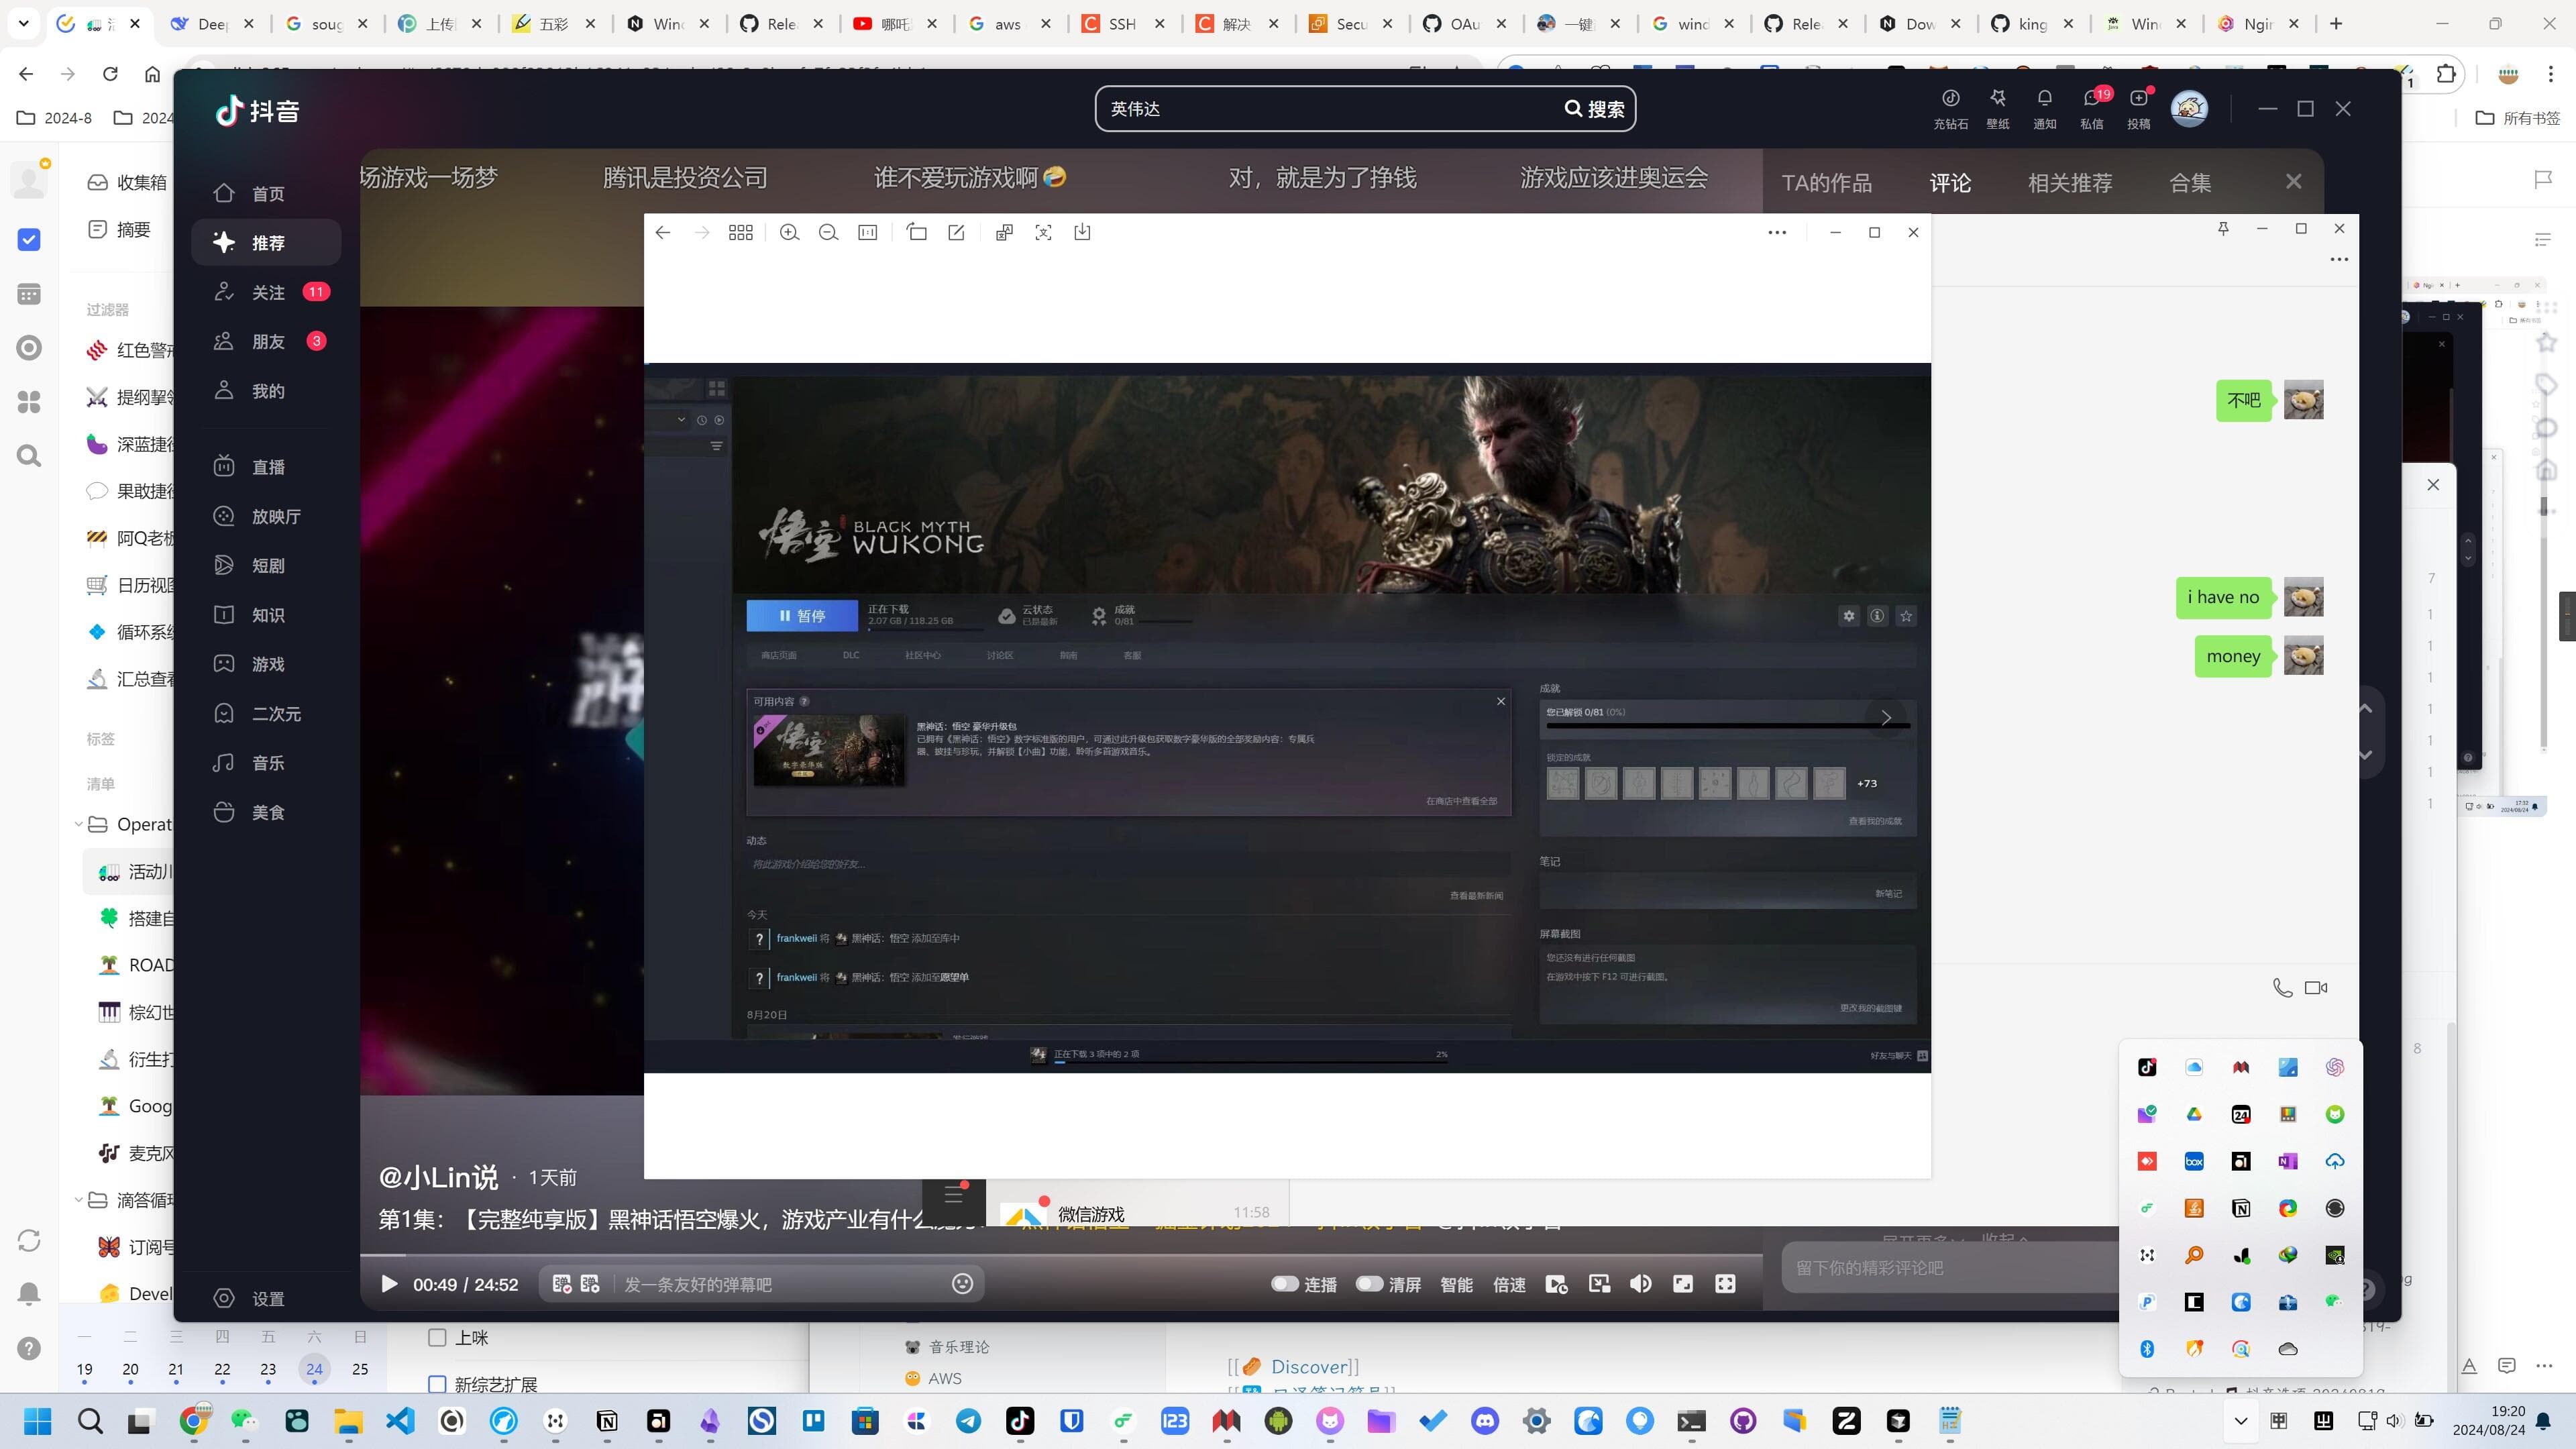 Deep
soug
上传
五彩
Wind
Rele
哪吒
aws
SSH
解决
Secu
OAu
一键
wind
Rele
Dow
king
Win
Ngin
2024-8
所有书签
抖音
英伟达
搜索
充钻石
壁纸
通知
私信
19
投稿
收集箱
摘要
过滤器
红色警
提纲挈领
深蓝捷径
果敢捷径
阿Q老板
日历视图
循环系统
汇总查看
标签
清单
Operat
活动
搭建自
ROAD
棕幻世
衍生打
Goog
麦克风
滴答循环
订阅号
Devel
首页
推荐
关注
11
朋友
3
我的
直播
放映厅
短剧
知识
游戏
二次元
音乐
美食
设置
场游戏一场梦
腾讯是投资公司
谁不爱玩游戏啊🤣
对，就是为了挣钱
游戏应该进奥运会
TA的作品
评论
相关推荐
合集
悟空
BLACK MYTH
WUKONG
暂停
正在下载
2.07 GB / 118.25 GB
云状态
已是最新
成就
0/81
商店页面
DLC
社区中心
讨论区
指南
客服
可用内容
黑神话：悟空 豪华升级包
已拥有《黑神话：悟空》数字标准版的用户，可通过此升级包获取数字豪华版的全部奖励内容：专属兵
器、披挂与珍玩，并解锁【小曲】功能，聆听多首游戏音乐。
在商店中查看全部
动态
将此游戏介绍给您的好友...
查看最新新闻
今天
frankweii 将 黑神话：悟空 添加至库中
frankweii 将 黑神话：悟空 添加至愿望单
8月20日
成就
您已解锁 0/81 (0%)
锁定的成就
+73
查看我的成就
笔记
新笔记
屏幕截图
您还没有进行任何截图
在游戏中按下 F12 可进行截图。
更改我的截图键
正在下载 3 项中的 2 项
2%
好友与聊天
不吧
i have no
money
@小Lin说 · 1天前
第1集：【完整纯享版】黑神话悟空爆火，游戏产业有什么
微信游戏
11:58
00:49 / 24:52
发一条友好的弹幕吧
连播
清屏
智能
倍速
展开更多
收起
留下你的精彩评论吧
一 二 三 四 五 六 日
19 20 21 22 23 24 25
上咪
新综艺扩展
音乐理论
AWS
[[🥜 Discover]]
19:20
2024/08/24